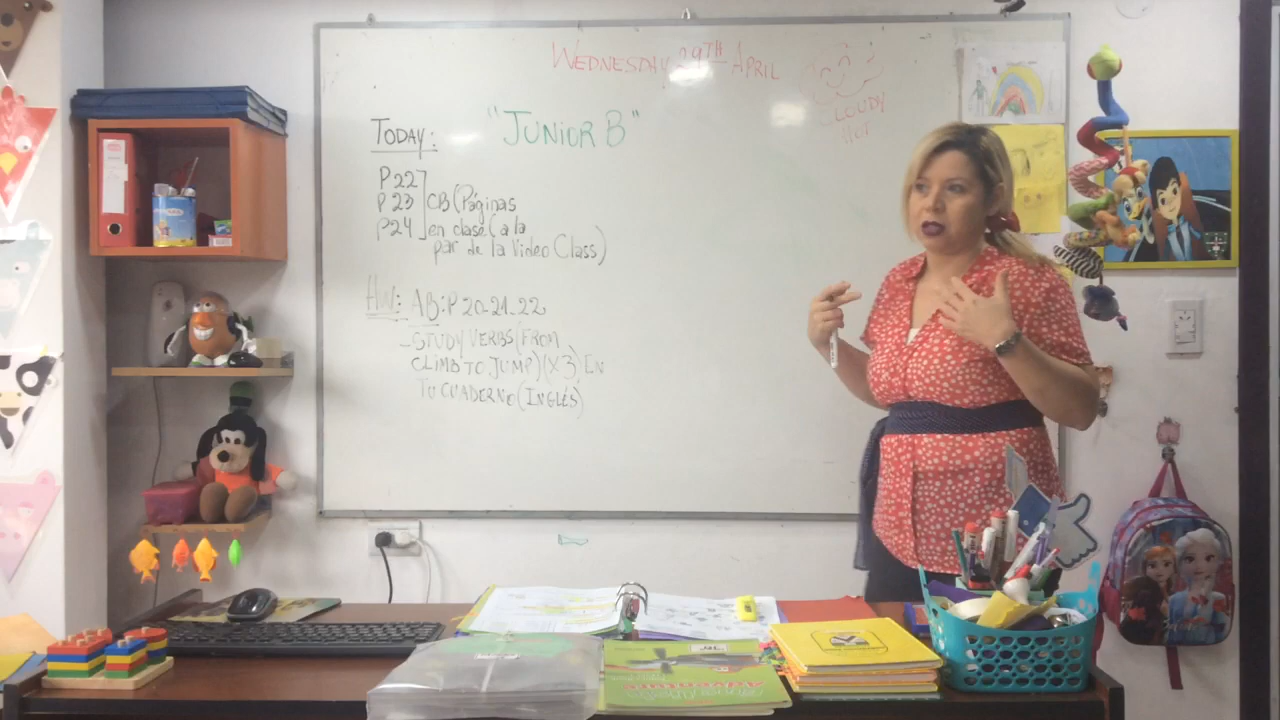 WEDNESDAY 29TH APRIL
CLOUDY
HOT
"JUNIOR B"
TODAY:
P22
P23
P24
CB (Páginas
en clase (a la
par de la Video Class)
HW: AB: P 20-21-22
- STUDY VERBS (FROM
CLIMB TO JUMP) (X3) EN
TU CUADERNO (INGLÉS)